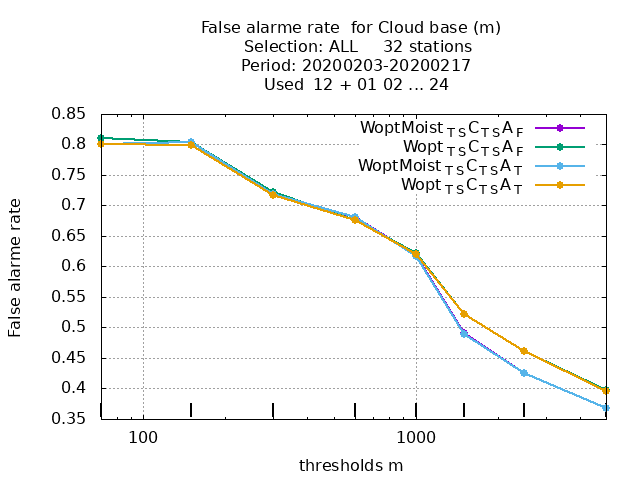 False alarme rate  for Cloud base (m)
Selection: ALL     32 stations
Period: 20200203-20200217
Used  12 + 01 02 ... 24
0.85
0.8
0.75
0.7
0.65
0.6
0.55
0.5
0.45
0.4
0.35
False alarme rate
WoptMoist TS C TS A F
Wopt TS C TS A F
WoptMoist TS C TS A T
Wopt TS C TS A T
100
1000
thresholds m